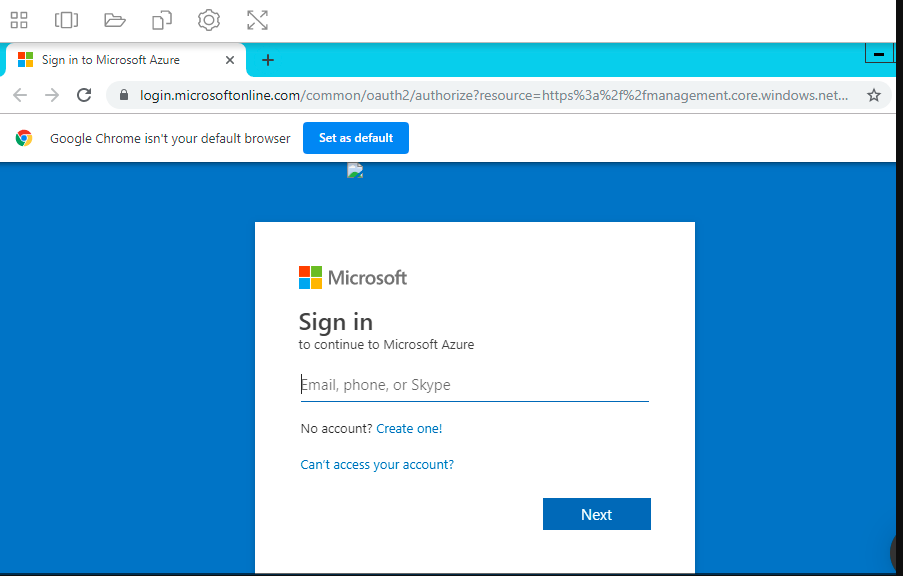 Sign in to Microsoft Azure
login.microsoftonline.com/common/oauth2/authorize?resource=https%3a%2f%2fmanagement.core.windows.net...
Google Chrome isn't your default browser
Set as default
Microsoft
Sign in
to continue to Microsoft Azure
Email, phone, or Skype
No account? Create one!
Can't access your account?
Next